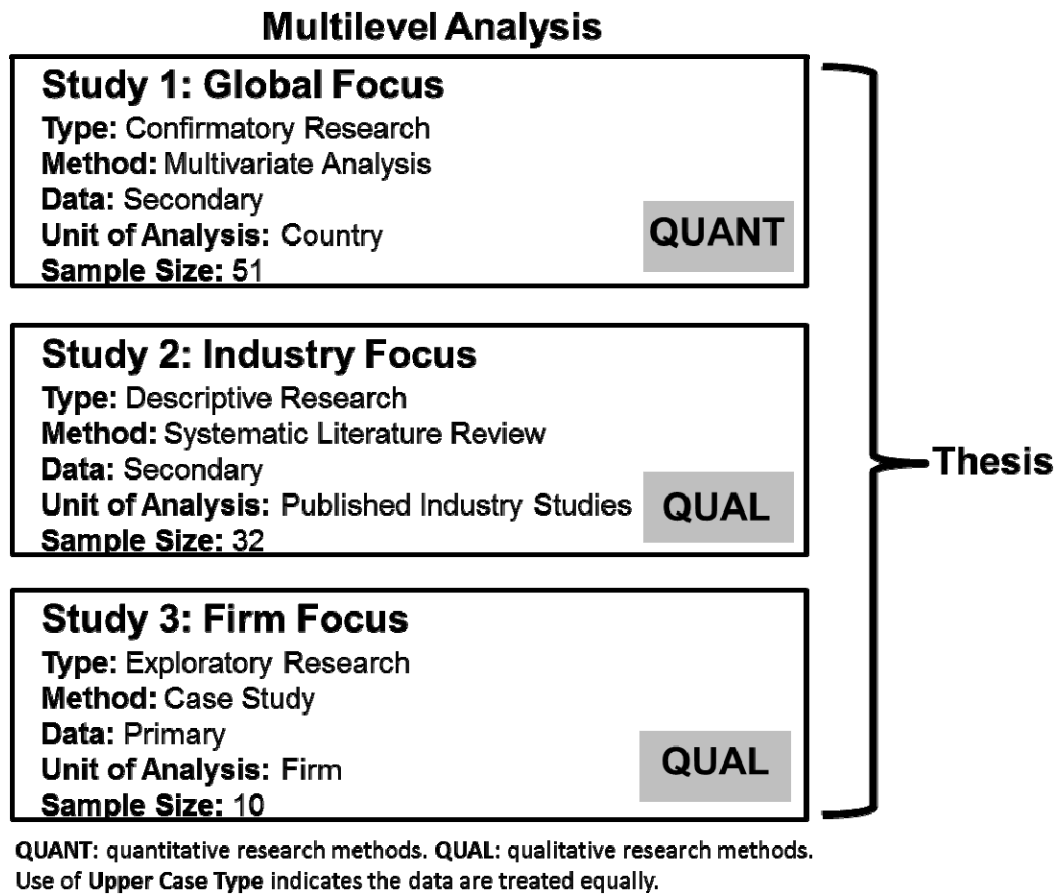 Multilevel Analysis
Study 1: Global Focus
Type: Confirmatory Research
Method: Multivariate Analysis
Data: Secondary
Unit of Analysis: Country
Sample Size: 51
QUANT
Study 2: Industry Focus
Type: Descriptive Research
Method: Systematic Literature Review
Data: Secondary
Unit of Analysis: Published Industry Studies
Sample Size: 32
QUAL
Study 3: Firm Focus
Type: Exploratory Research
Method: Case Study
Data: Primary
Unit of Analysis: Firm
Sample Size: 10
QUAL
Thesis
QUANT: quantitative research methods. QUAL: qualitative research methods.
Use of Upper Case Type indicates the data are treated equally.